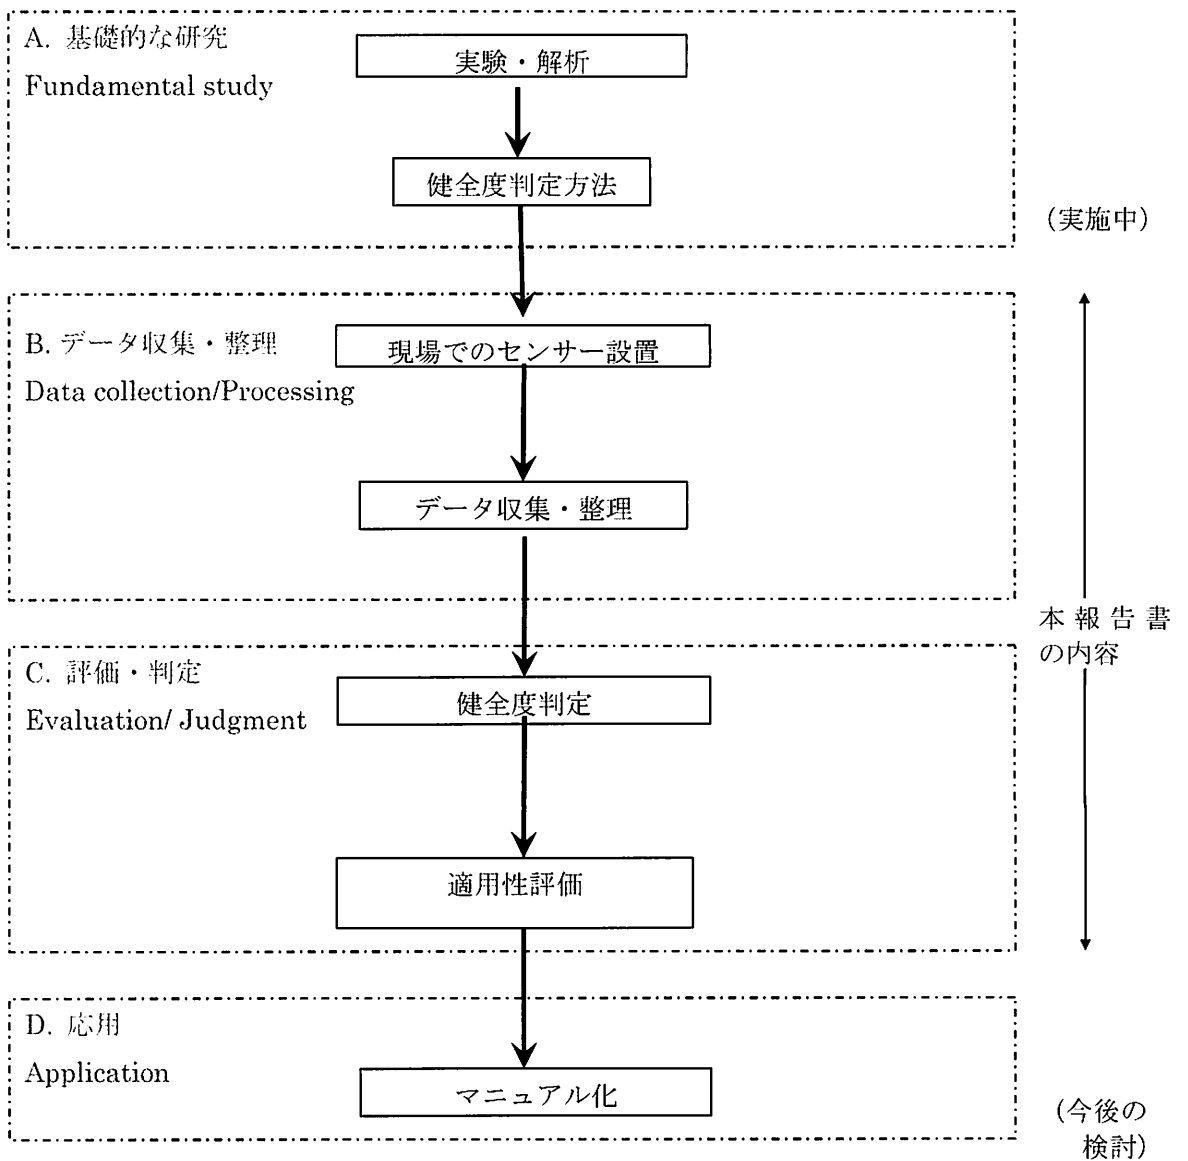 A. 基礎的な研究
Fundamental study
実験・解析
健全度判定方法
（実施中）
B. データ収集・整理
Data collection/Processing
現場でのセンサー設置
データ収集・整理
本報告書
の内容
C. 評価・判定
Evaluation/ Judgment
健全度判定
適用性評価
D. 応用
Application
マニュアル化
（今後の
検討）